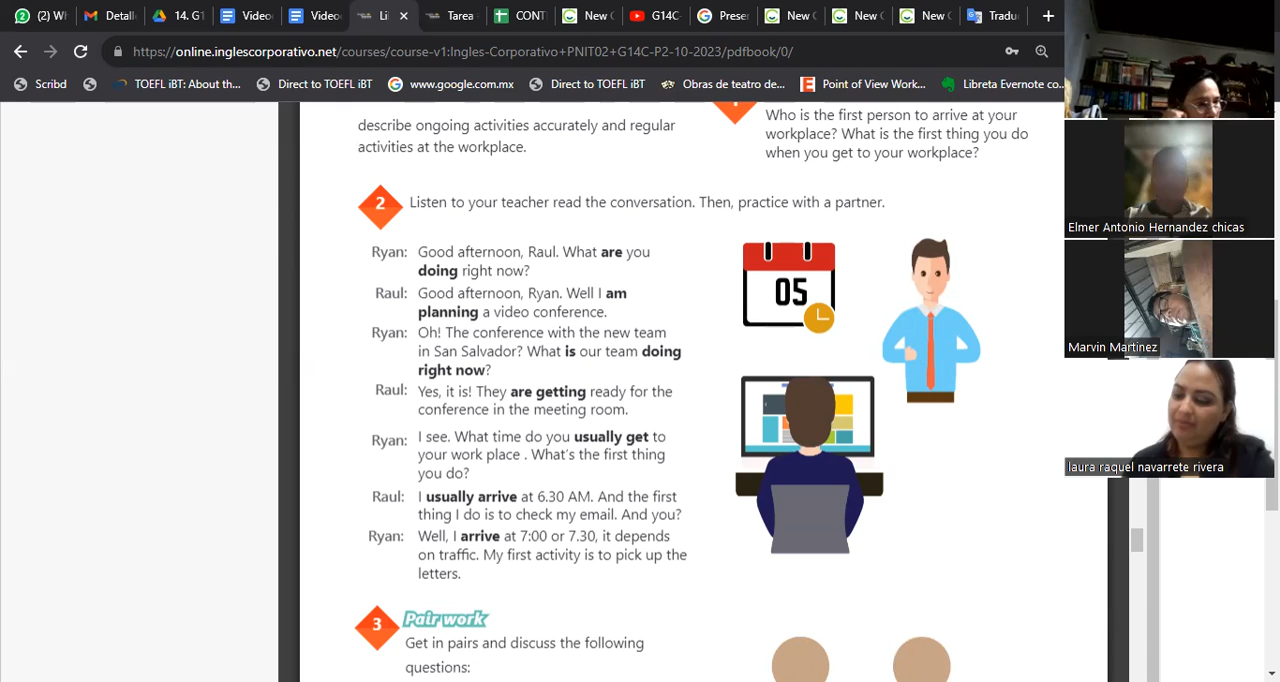 (2) W
Detall
14. G1
Video
Video
Li
Tarea
CONT
New C
G14C-
Preser
New C
New C
New C
Tradu
https://online.inglescorporativo.net/courses/course-v1:Ingles-Corporativo+PNIT02+G14C-P2-10-2023/pdfbook/0/
Scribd
TOEFL iBT: About th...
Direct to TOEFL iBT
www.google.com.mx
Direct to TOEFL iBT
Obras de teatro de...
Point of View Work...
Libreta Evernote co...
describe ongoing activities accurately and regular
activities at the workplace.
Who is the first person to arrive at your
workplace? What is the first thing you do
when you get to your workplace?
2 Listen to your teacher read the conversation. Then, practice with a partner.
Ryan: Good afternoon, Raul. What are you
doing right now?
Raul: Good afternoon, Ryan. Well I am
planning a video conference.
Ryan: Oh! The conference with the new team
in San Salvador? What is our team doing
right now?
Raul: Yes, it is! They are getting ready for the
conference in the meeting room.
Ryan: I see. What time do you usually get to
your work place . What's the first thing
you do?
Raul: I usually arrive at 6.30 AM. And the first
thing I do is to check my email. And you?
Ryan: Well, I arrive at 7:00 or 7.30, it depends
on traffic. My first activity is to pick up the
letters.
05
3 Pair work
Get in pairs and discuss the following
questions:
Elmer Antonio Hernandez chicas
Marvin Martinez
laura raquel navarrete rivera